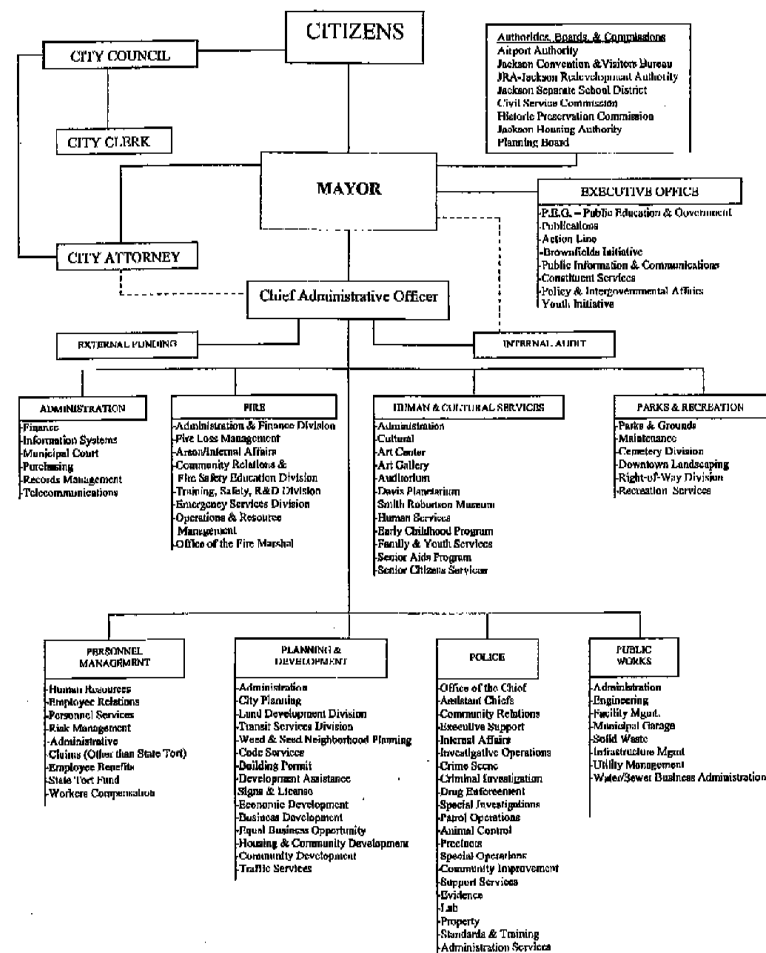 CITIZENS
CITY COUNCIL
Authorities, Boards, & Commissions
Airport Authority
Jackson Convention & Visitors Bureau
JRA-Jackson Redevelopment Authority
Jackson Separate School District
Civil Service Commission
Historic Preservation Commission
Jackson Housing Authority
Planning Board
CITY CLERK
MAYOR
EXECUTIVE OFFICE
-P.E.G. – Public Education & Government
-Publications
-Action Line
-Brownfields Initiative
-Public Information & Communications
-Constituent Services
-Policy & Intergovernmental Affairs
Youth Initiative
CITY ATTORNEY
Chief Administrative Officer
EXTERNAL FUNDING
INTERNAL AUDIT
ADMINISTRATION
-Finance
-Information Systems
-Municipal Court
-Purchasing
-Records Management
-Telecommunications
FIRE
-Administration & Finance Division
-Fire Loss Management
-Arson/Internal Affairs
-Community Relations &
Fire Safety Education Division
-Training, Safety, R&D Division
-Emergency Services Division
-Operations & Resource
Management
-Office of the Fire Marshal
HUMAN & CULTURAL SERVICES
-Administration
-Cultural
-Art Center
-Art Gallery
-Auditorium
-Davis Planetarium
Smith Robertson Museum
-Human Services
-Early Childhood Program
-Family & Youth Services
-Senior Aids Program
-Senior Citizens Services
PARKS & RECREATION
-Parks & Grounds
-Maintenance
-Cemetery Division
-Downtown Landscaping
-Right-of-Way Division
-Recreation Services
PERSONNEL
MANAGEMENT
-Human Resources
-Employee Relations
-Personnel Services
-Risk Management
-Administrative
-Claims (Other than State Tort)
-Employee Benefits
-State Tort Fund
-Workers Compensation
PLANNING &
DEVELOPMENT
-Administration
-City Planning
-Land Development Division
-Transit Services Division
-Weed & Seed Neighborhood Planning
-Code Services
-Building Permit
-Development Assistance
Signs & License
-Economic Development
-Business Development
-Equal Business Opportunity
-Housing & Community Development
-Community Development
-Traffic Services
POLICE
-Office of the Chief
-Assistant Chiefs
-Community Relations
-Executive Support
-Internal Affairs
-Investigative Operations
-Crime Scene
-Criminal Investigation
-Drug Enforcement
-Special Investigations
-Patrol Operations
-Animal Control
-Precincts
-Special Operations
-Community Improvement
-Support Services
-Evidence
-Lab
-Property
-Standards & Training
-Administration Services
PUBLIC
WORKS
-Administration
-Engineering
-Facility Mgmt.
-Municipal Garage
-Solid Waste
-Infrastructure Mgmt
-Utility Management
-Water/Sewer Business Administration